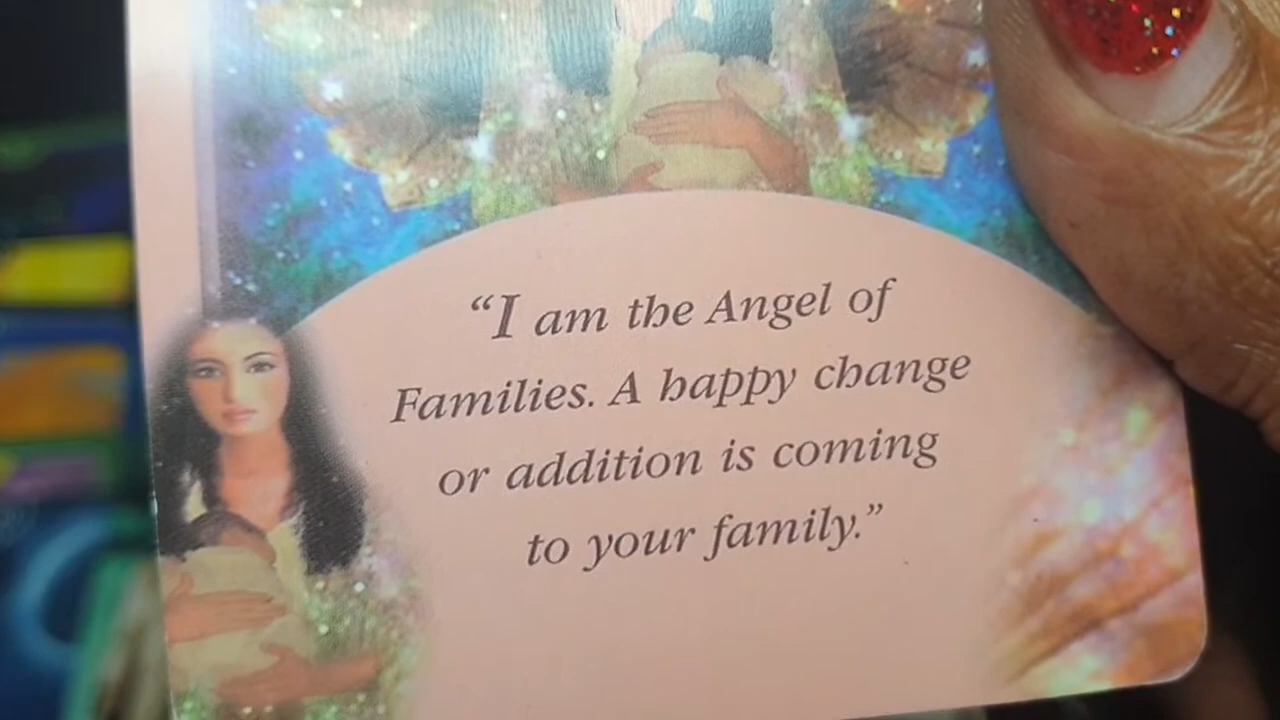 “I am the Angel of
Families. A happy change
or addition is coming
to your family.”